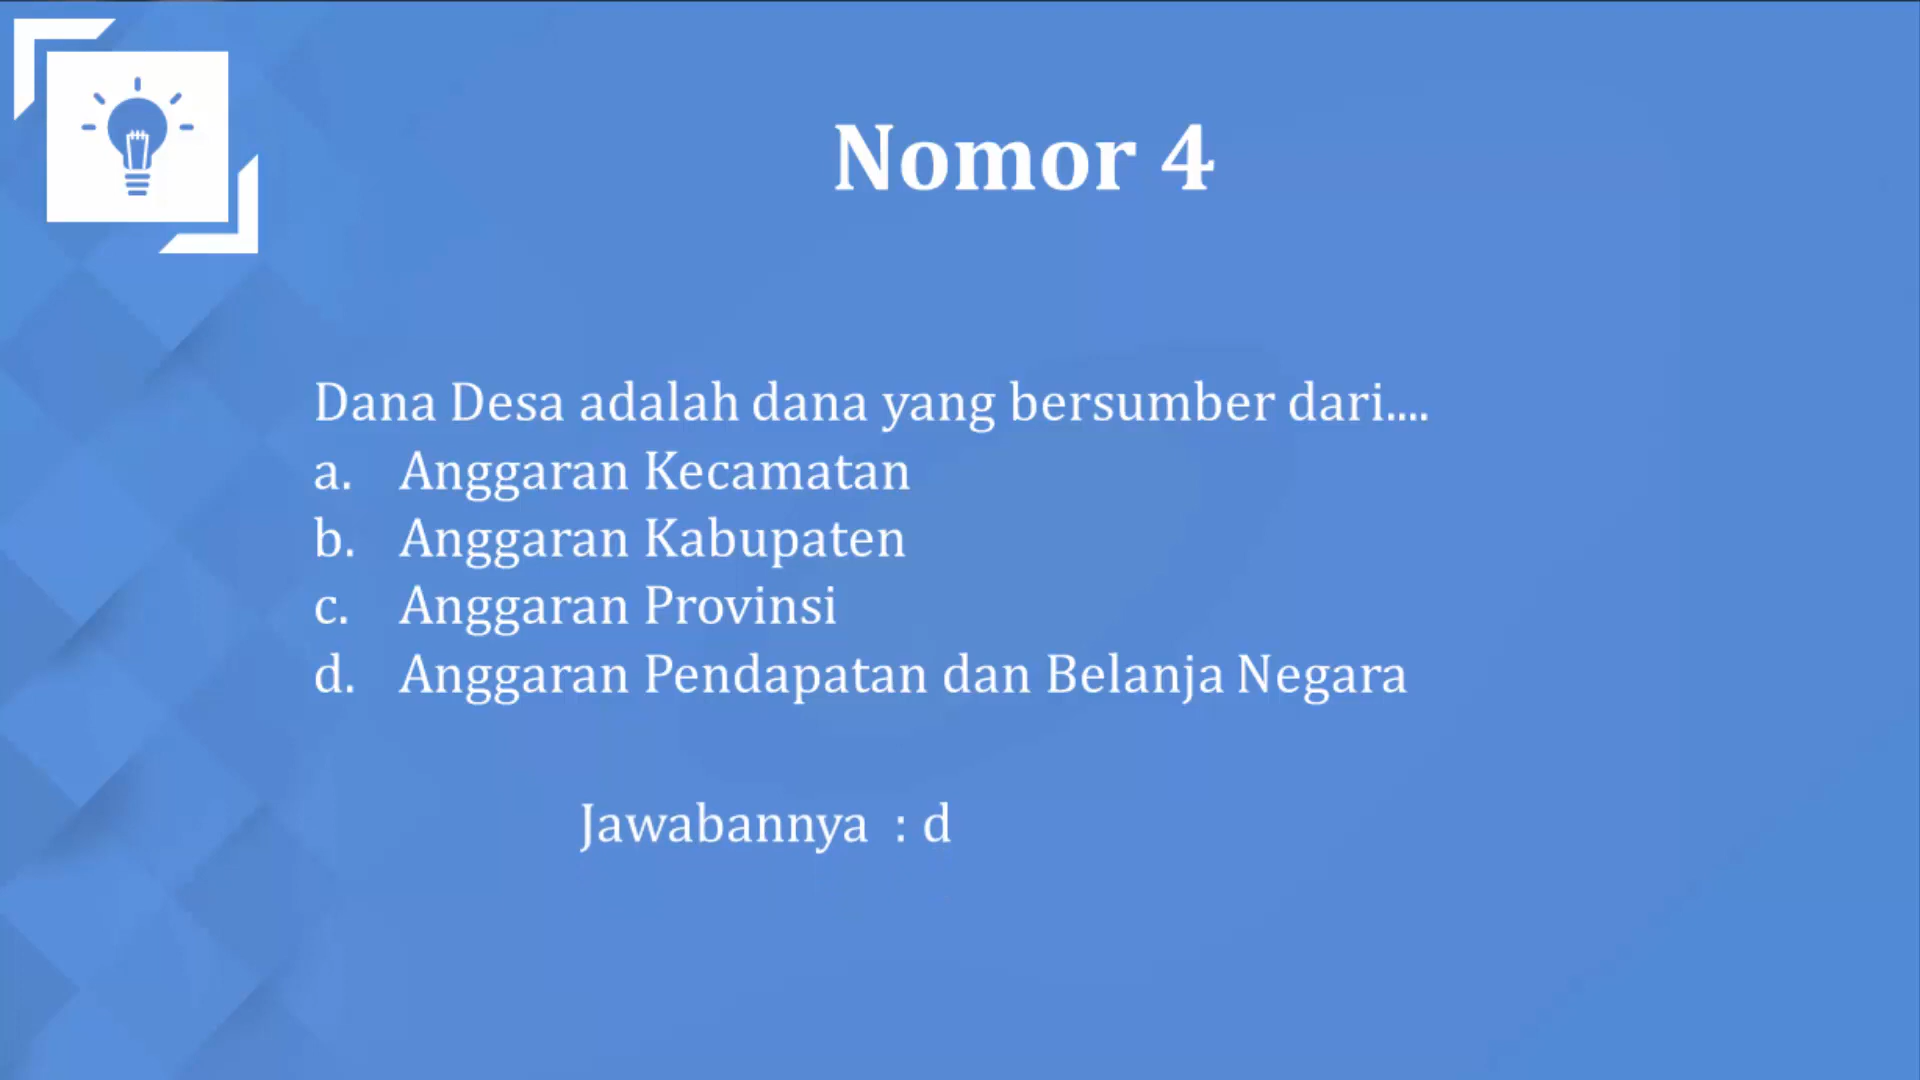 Nomor 4
Dana Desa adalah dana yang bersumber dari....
a. Anggaran Kecamatan
b. Anggaran Kabupaten
c. Anggaran Provinsi
d. Anggaran Pendapatan dan Belanja Negara
Jawabannya : d